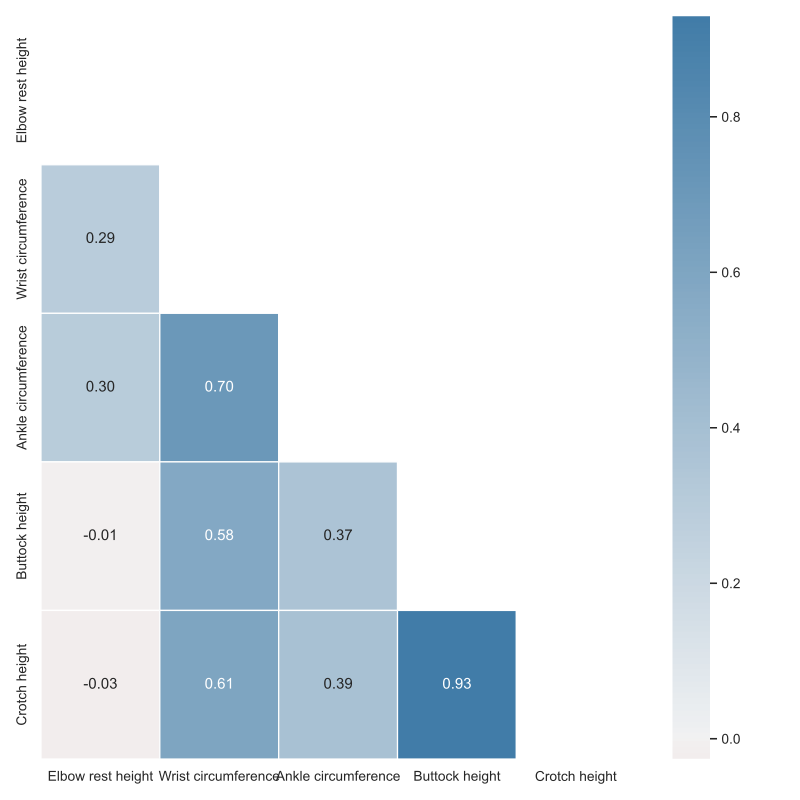 Elbow rest height
Wrist circumference
0.29
Ankle circumference
0.30 0.70
Buttock height
-0.01 0.58 0.37
Crotch height
-0.03 0.61 0.39 0.93
Elbow rest height Wrist circumference Ankle circumference Buttock height Crotch height
0.8
0.6
0.4
0.2
0.0